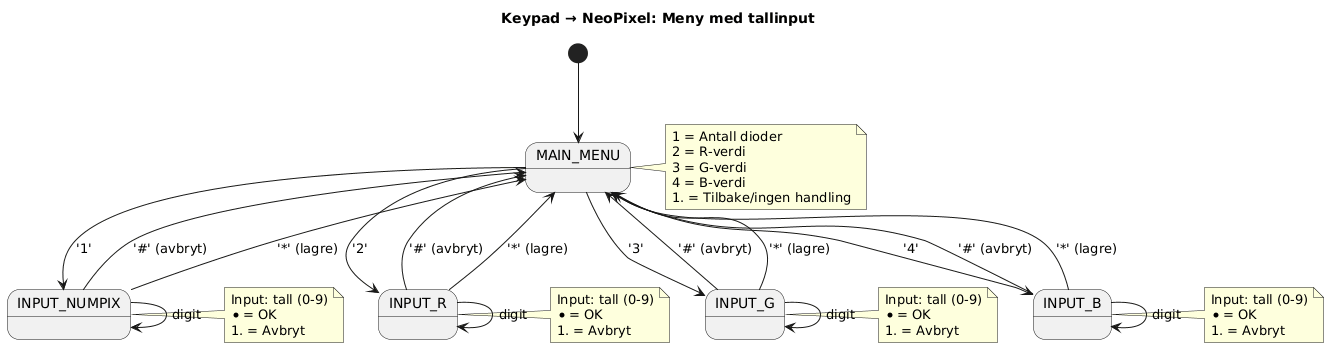 Keypad → NeoPixel: Meny med tallinput
MAIN_MENU
1 = Antall dioder
2 = R-verdi
3 = G-verdi
4 = B-verdi
1. = Tilbake/ingen handling
'1'
'#' (avbryt)
'*' (lagre)
'2'
'#' (avbryt)
'*' (lagre)
'3'
'#' (avbryt)
'*' (lagre)
'4'
'#' (avbryt)
'*' (lagre)
INPUT_NUMPIX
digit
Input: tall (0-9)
• = OK
1. = Avbryt
INPUT_R
digit
Input: tall (0-9)
• = OK
1. = Avbryt
INPUT_G
digit
Input: tall (0-9)
• = OK
1. = Avbryt
INPUT_B
digit
Input: tall (0-9)
• = OK
1. = Avbryt